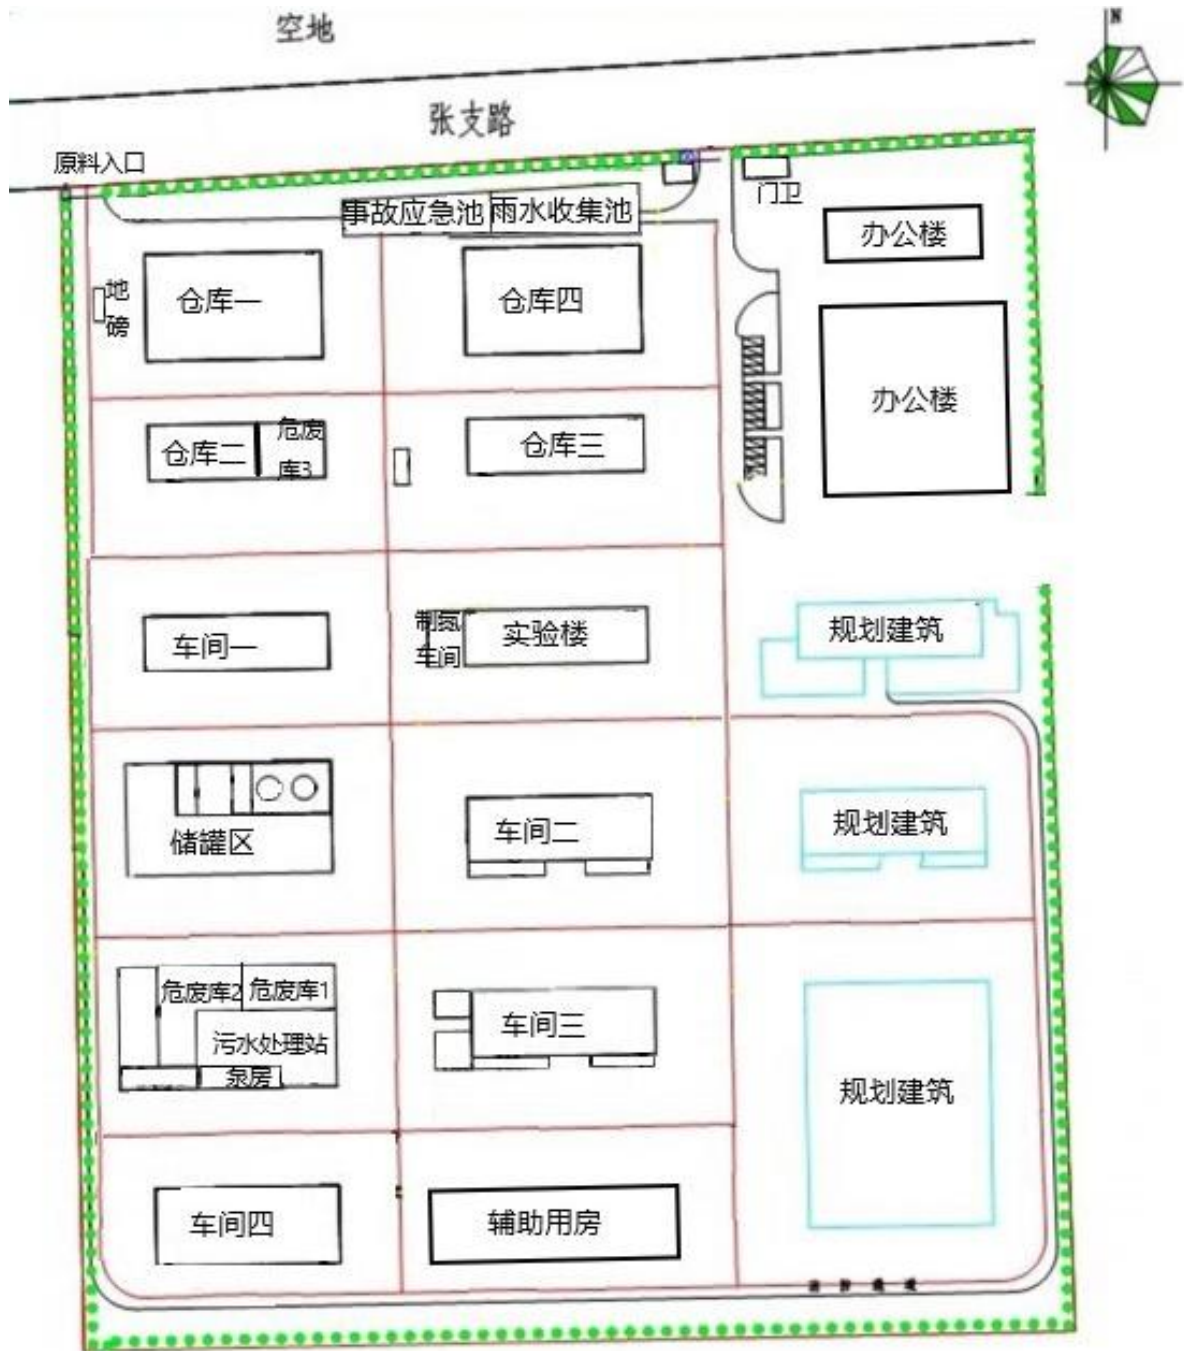 空地
N
张支路
原料入口
门卫
事故应急池
雨水收集池
办公楼
地
磅
仓库一
仓库四
办公楼
仓库二
危废
库3
仓库三
车间一
制氮
车间
实验楼
规划建筑
储罐区
车间二
规划建筑
危废库2
危废库1
污水处理站
泵房
车间三
规划建筑
车间四
辅助用房